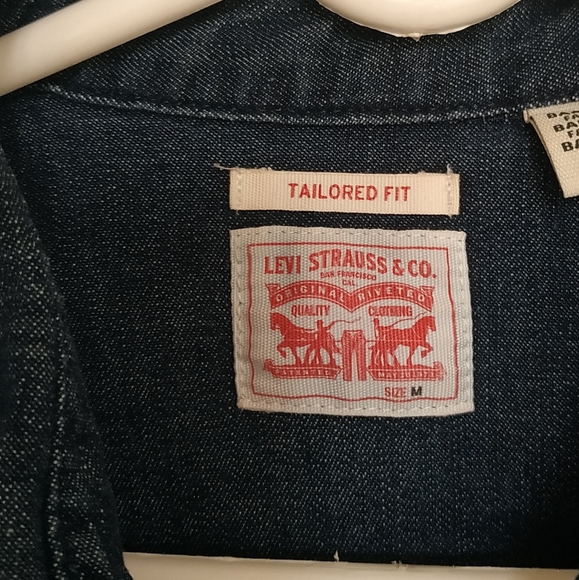 TAILORED FIT
LEVI STRAUSS & CO.
SAN FRANCISCO
CAL.
ORIGINAL RIVETED
QUALITY CLOTHING
SIZE M